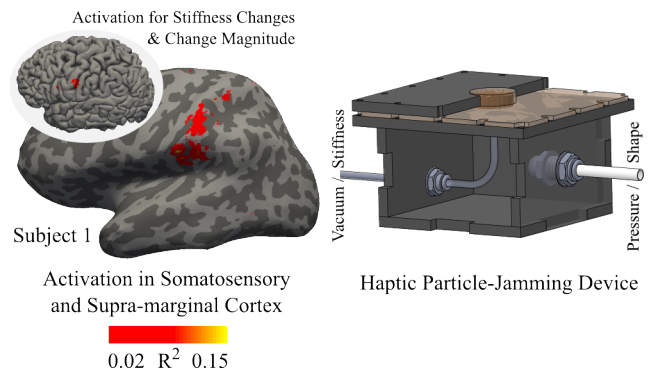 Activation for Stiffness Changes
& Change Magnitude
Subject 1
Activation in Somatosensory
and Supra-marginal Cortex
0.02 R² 0.15
Vacuum / Stiffness
Pressure / Shape
Haptic Particle-Jamming Device